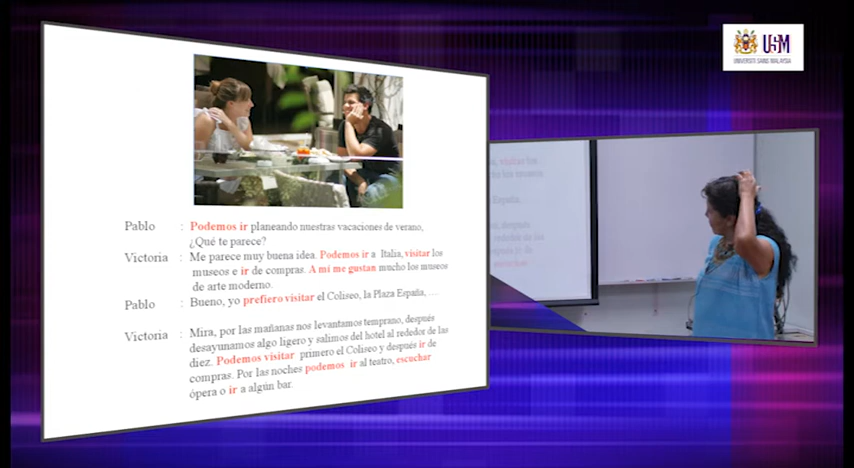 USM
UNIVERSITI SAINS MALAYSIA
Pablo : Podemos ir planeando nuestras vacaciones de verano,
¿Qué te parece?
Victoria : Me parece muy buena idea. Podemos ir a Italia, visitar los
museos e ir de compras. A mí me gustan mucho los museos
de arte moderno.
Pablo : Bueno, yo prefiero visitar el Coliseo, la Plaza España, …
Victoria : Mira, por las mañanas nos levantamos temprano, después
desayunamos algo ligero y salimos del hotel al rededor de las
diez. Podemos visitar primero el Coliseo y después ir de
compras. Por las noches podemos ir al teatro, escuchar
ópera o ir a algún bar.